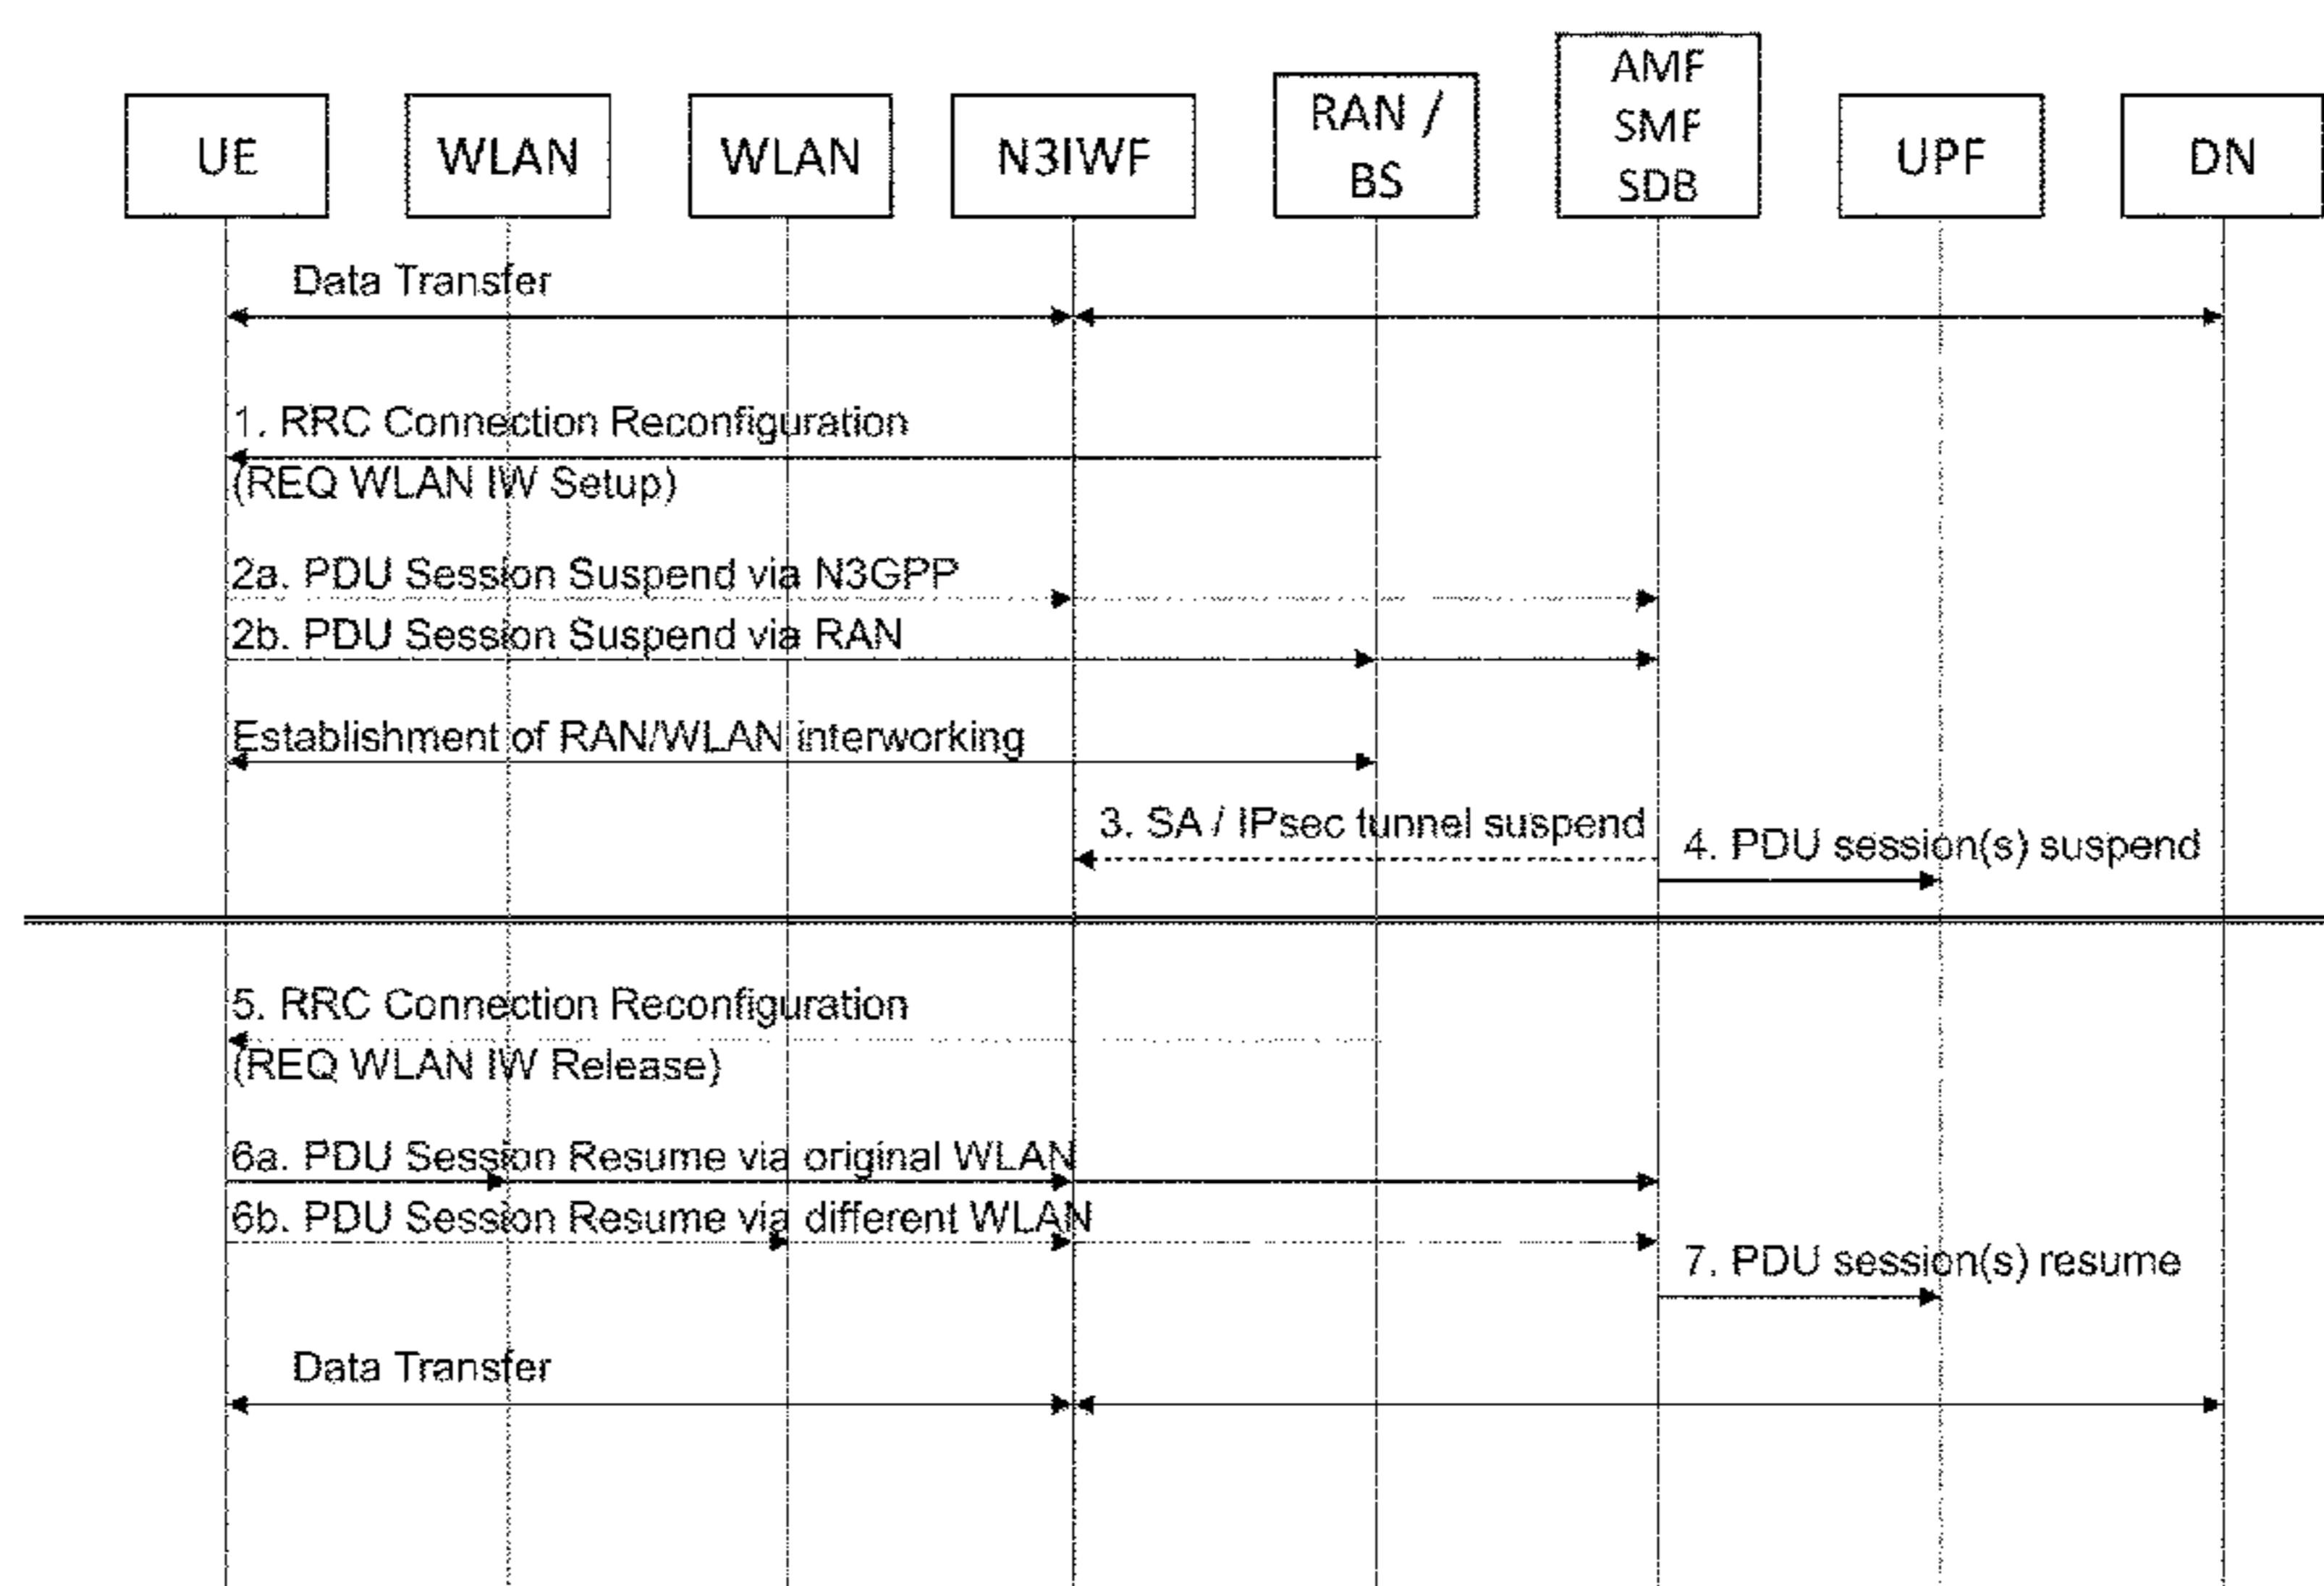 UE
WLAN
WLAN
N3IWF
RAN /
BS
AMF
SMF
SDB
UPF
DN
Data Transfer
1. RRC Connection Reconfiguration
(REQ WLAN IW Setup)
2a. PDU Session Suspend via N3GPP
2b. PDU Session Suspend via RAN
Establishment of RAN/WLAN interworking
3. SA / IPsec tunnel suspend
4. PDU session(s) suspend
5. RRC Connection Reconfiguration
(REQ WLAN IW Release)
6a. PDU Session Resume via original WLAN
6b. PDU Session Resume via different WLAN
7. PDU session(s) resume
Data Transfer